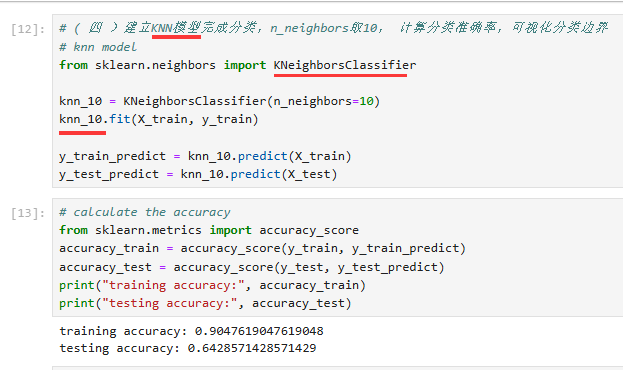 [12]: # ( 四 ) 建立KNN模型完成分类，n_neighbors取10， 计算分类准确率，可视化分类边界
# knn model
from sklearn.neighbors import KNeighborsClassifier
knn_10 = KNeighborsClassifier(n_neighbors=10)
knn_10.fit(X_train, y_train)
y_train_predict = knn_10.predict(X_train)
y_test_predict = knn_10.predict(X_test)
[13]: # calculate the accuracy
from sklearn.metrics import accuracy_score
accuracy_train = accuracy_score(y_train, y_train_predict)
accuracy_test = accuracy_score(y_test, y_test_predict)
print("training accuracy:", accuracy_train)
print("testing accuracy:", accuracy_test)
training accuracy: 0.9047619047619048
testing accuracy: 0.6428571428571429